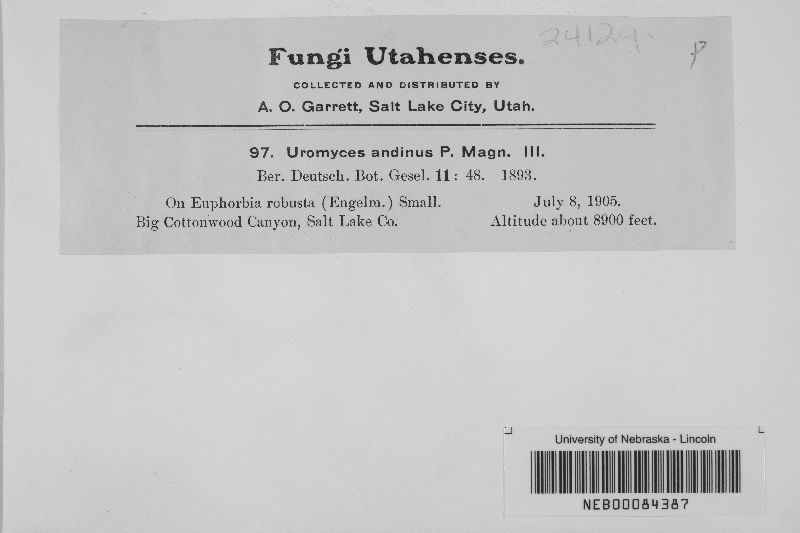 24129
Fungi Utahenses.
COLLECTED AND DISTRIBUTED BY
A. O. Garrett, Salt Lake City, Utah.
97. Uromyces andinus P. Magn. III.
Ber. Deutsch. Bot. Gesel. 11: 48. 1893.
On Euphorbia robusta (Engelm.) Small. July 8, 1905.
Big Cottonwood Canyon, Salt Lake Co. Altitude about 8900 feet.
University of Nebraska - Lincoln
NEB00084387